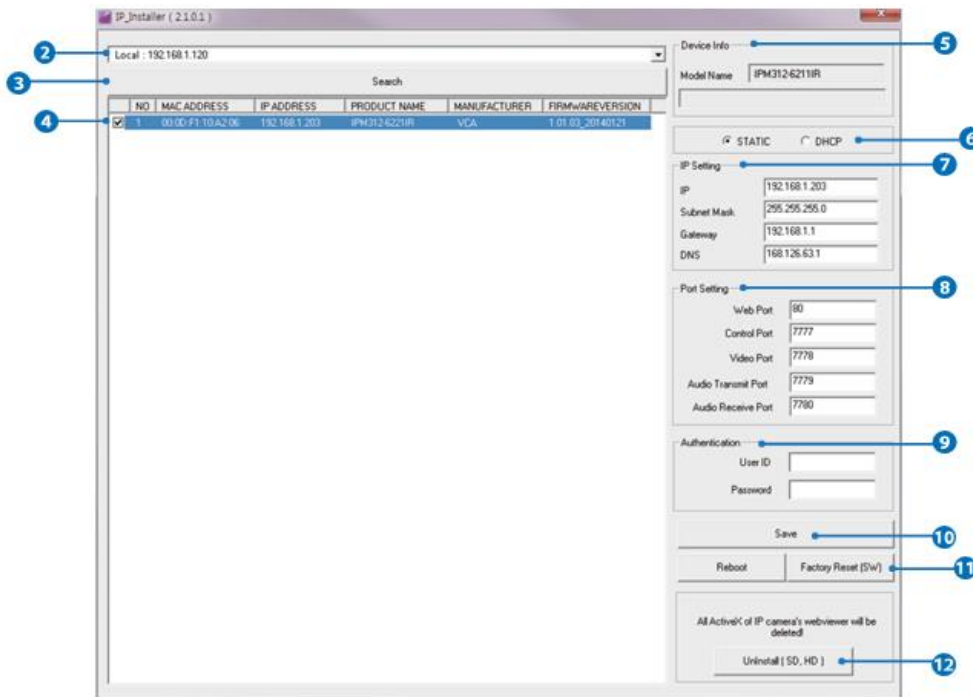 IP_Installer ( 2.1.0.1 )
2
Local : 192.168.1.120
3
Search
NO MAC ADDRESS IP ADDRESS PRODUCT NAME MANUFACTURER FIRMWAREVERSION
4
1 00:0D:F1:10:A2:06 192.168.1.203 IPM312-6221IR VCA 1.01.03_20140121
Device Info
5
Model Name IPM312-6211IR
STATIC DHCP
6
IP Setting
7
IP 192.168.1.203
Subnet Mask 255.255.255.0
Gateway 192.168.1.1
DNS 168.126.63.1
Port Setting
8
Web Port 80
Control Port 7777
Video Port 7778
Audio Transmit Port 7779
Audio Receive Port 7780
Authentication
9
User ID
Password
Save
10
Reboot Factory Reset (SW)
11
All ActiveX of IP camera's webviewer will be
deleted!
UnInstall ( SD, HD )
12